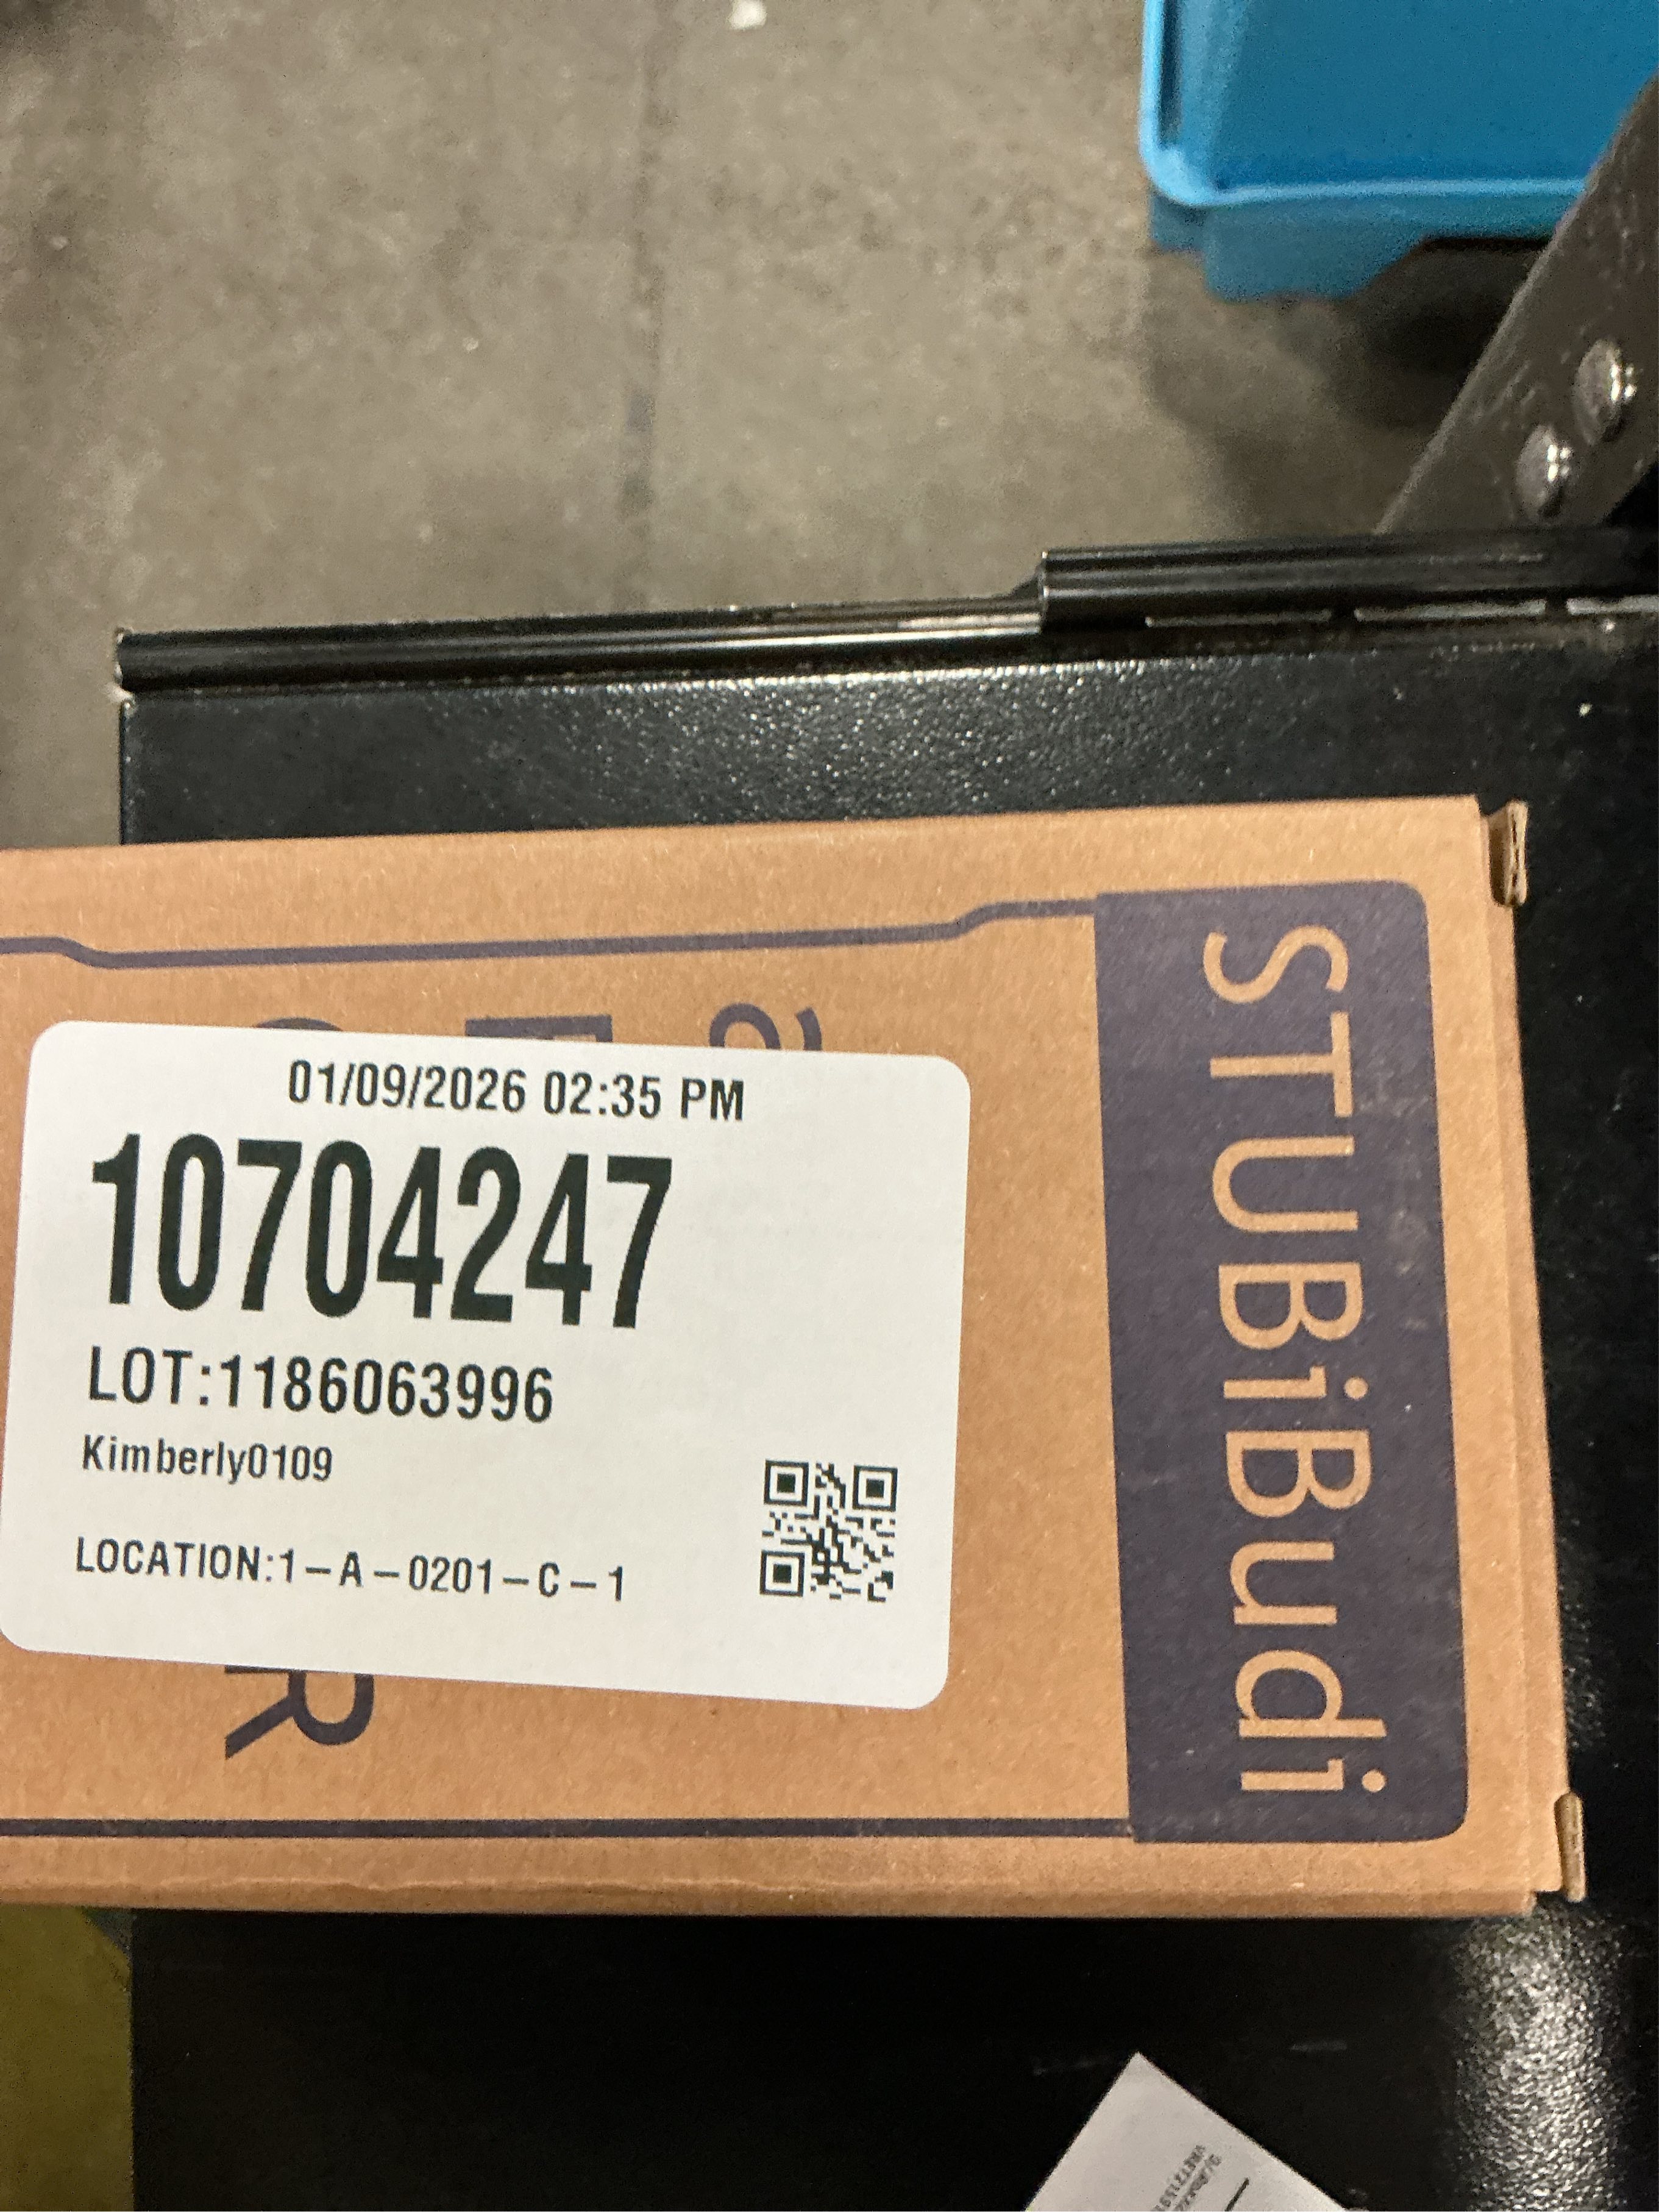 01/09/2026 02:35 PM
10704247
LOT:1186063996
Kimberly0109
LOCATION:1-A-0201-C-1
STUBiBudi
R